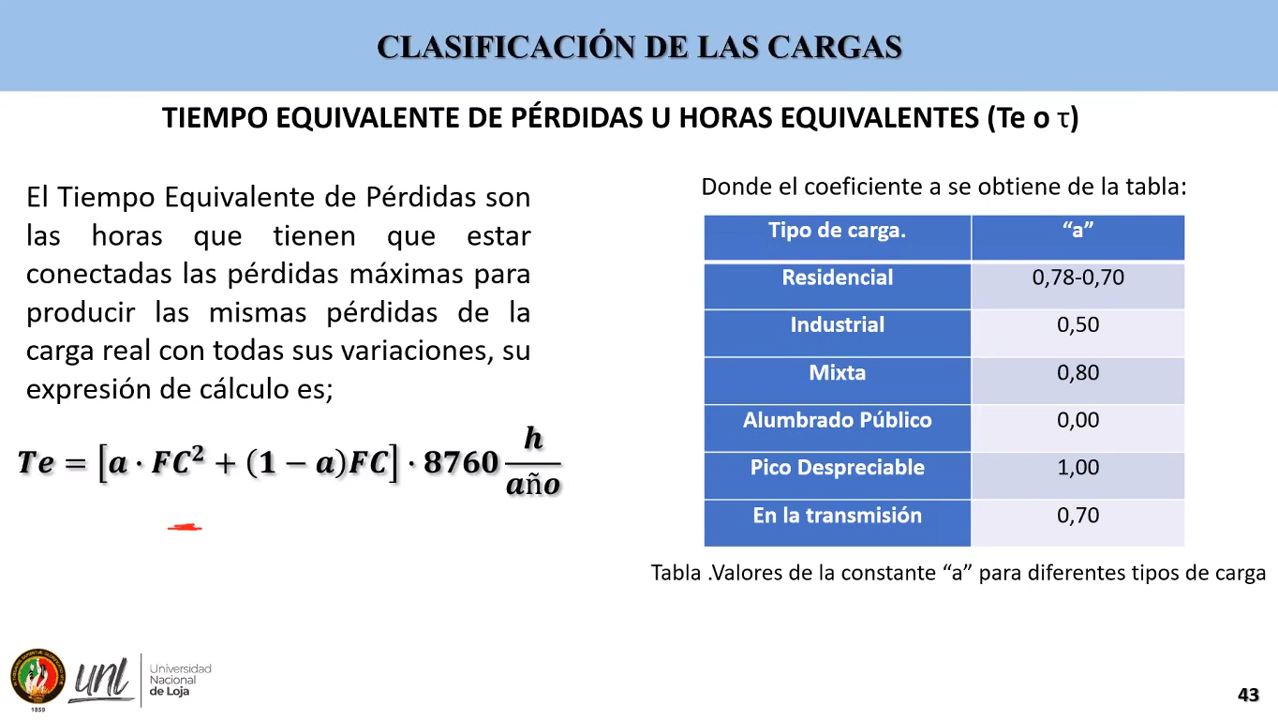 CLASIFICACIÓN DE LAS CARGAS
TIEMPO EQUIVALENTE DE PÉRDIDAS U HORAS EQUIVALENTES (Te o τ)
El Tiempo Equivalente de Pérdidas son
las horas que tienen que estar
conectadas las pérdidas máximas para
producir las mismas pérdidas de la
carga real con todas sus variaciones, su
expresión de cálculo es;
Te = [a · FC² + (1 − a)FC] · 8760 h/año
Donde el coeficiente a se obtiene de la tabla:
Tipo de carga. “a”
Residencial 0,78-0,70
Industrial 0,50
Mixta 0,80
Alumbrado Público 0,00
Pico Despreciable 1,00
En la transmisión 0,70
Tabla .Valores de la constante “a” para diferentes tipos de carga
1859
unl
Universidad
Nacional
de Loja
43